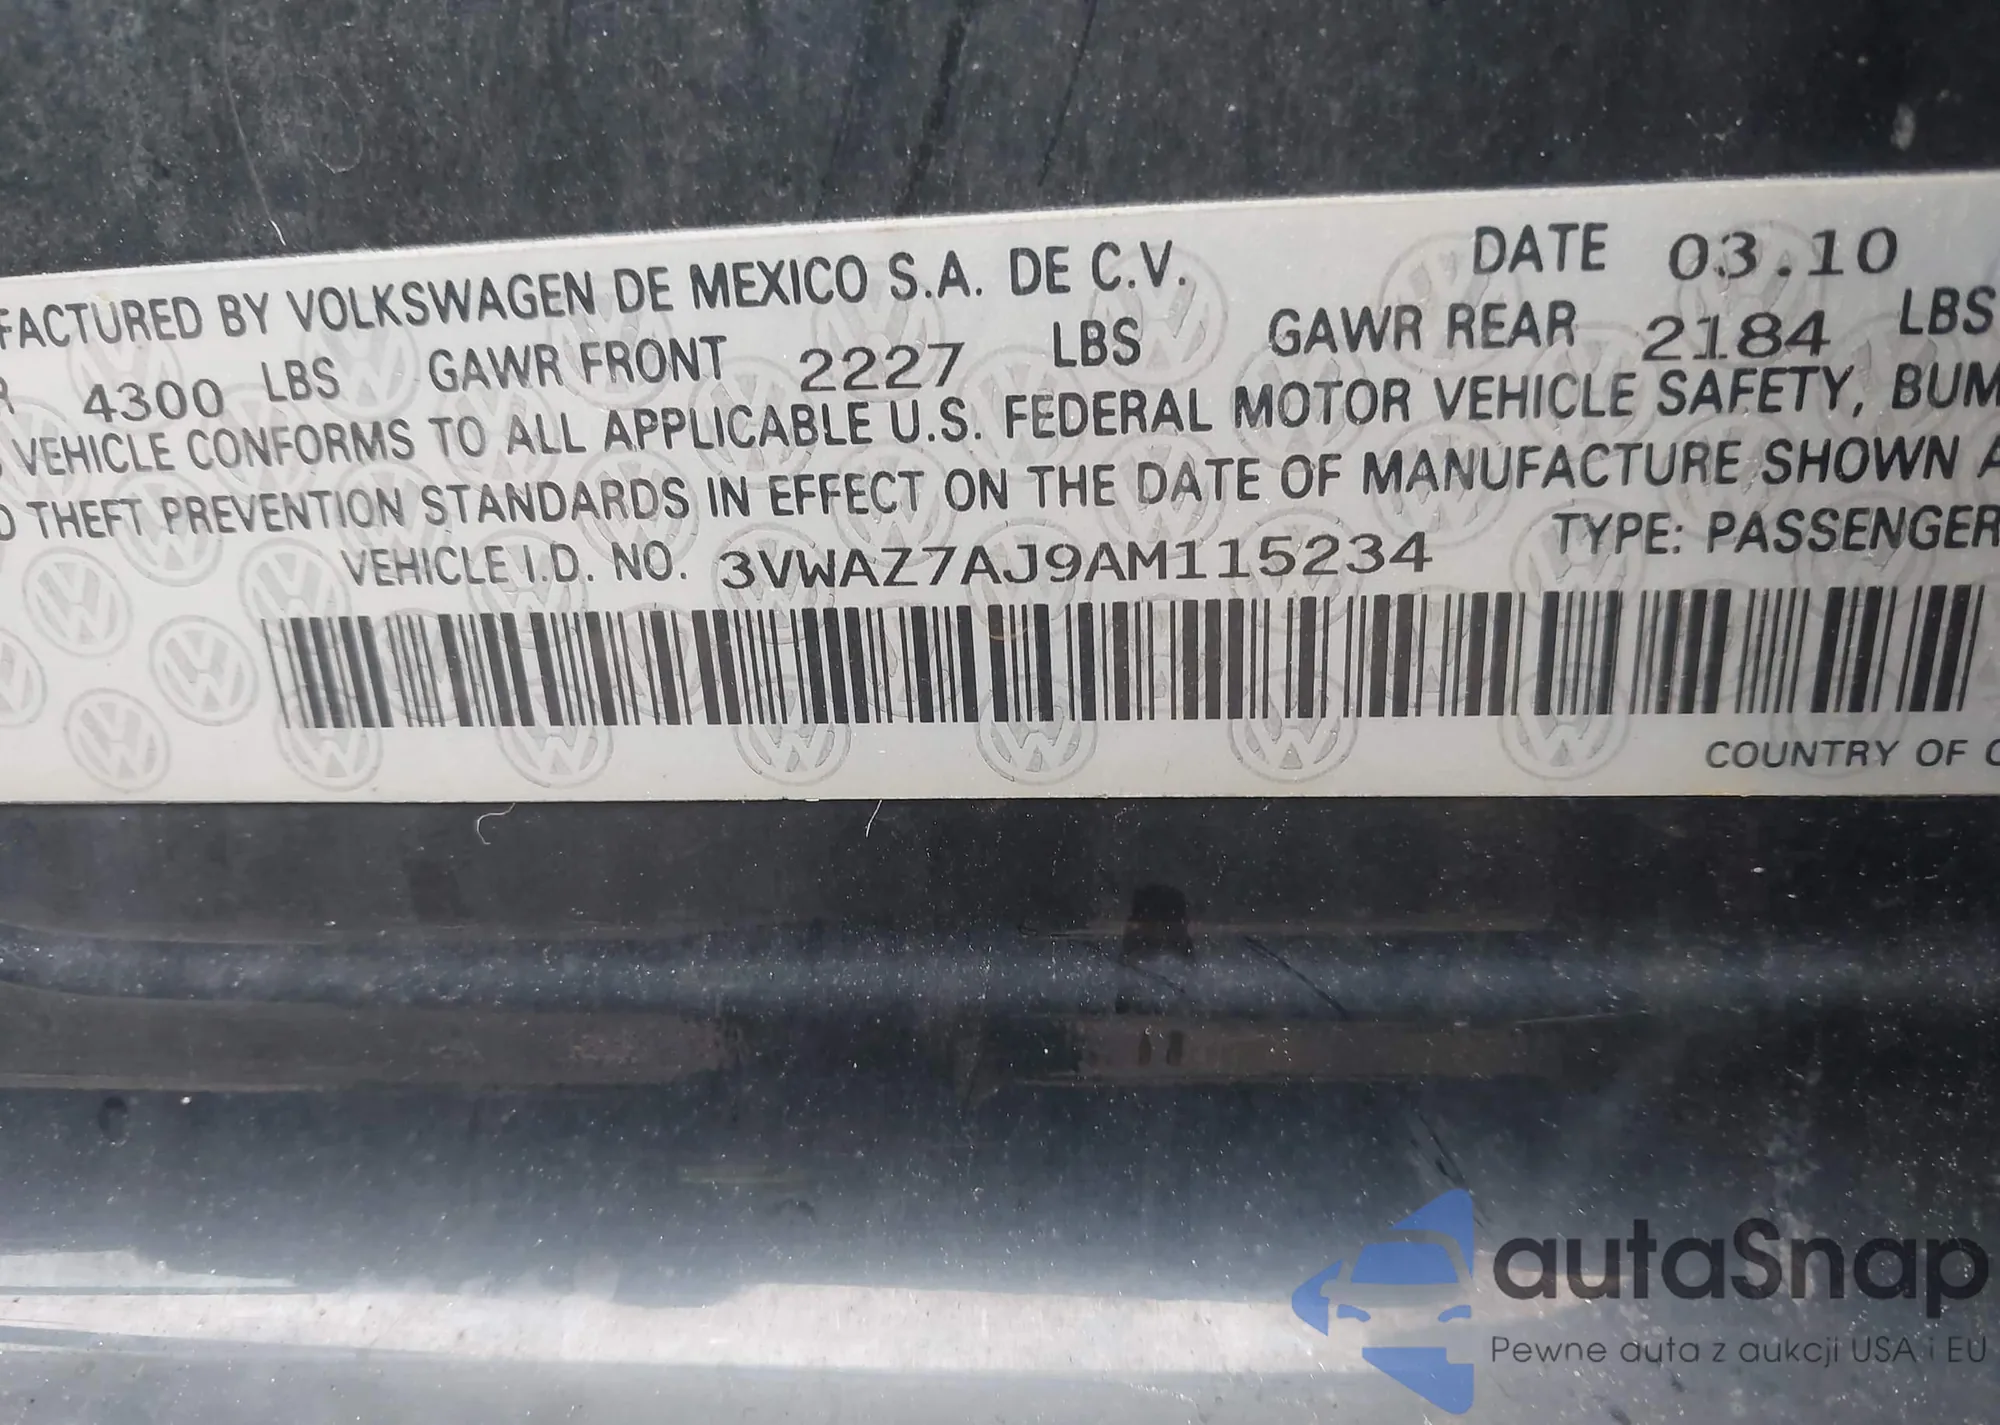 FACTURED BY VOLKSWAGEN DE MEXICO S.A. DE C.V. DATE 03.10
R 4300 LBS GAWR FRONT 2227 LBS GAWR REAR 2184 LBS
VEHICLE CONFORMS TO ALL APPLICABLE U.S. FEDERAL MOTOR VEHICLE SAFETY, BUM
D THEFT PREVENTION STANDARDS IN EFFECT ON THE DATE OF MANUFACTURE SHOWN A
VEHICLE I.D. NO. 3VWAZ7AJ9AM115234 TYPE: PASSENGER
COUNTRY OF O
autaSnap
Pewne auta z aukcji USA i EU